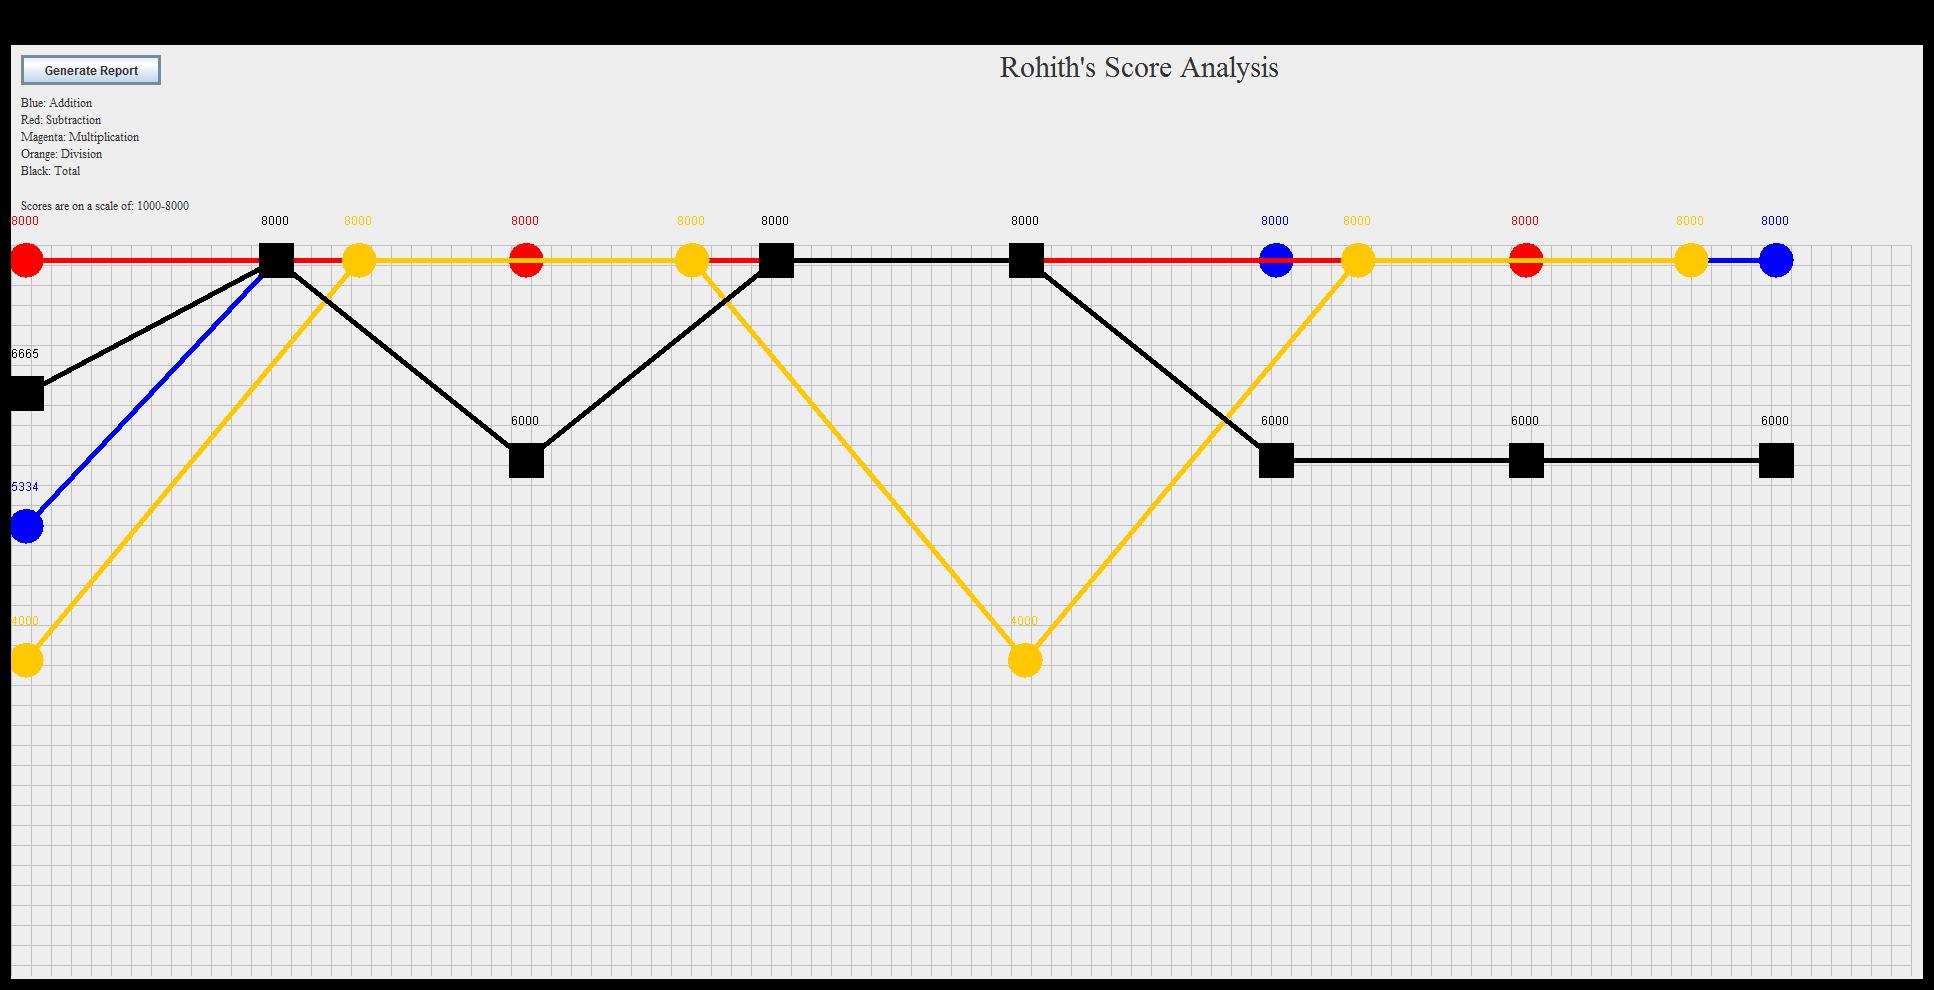 Generate Report
Rohith's Score Analysis
Blue: Addition
Red: Subtraction
Magenta: Multiplication
Orange: Division
Black: Total
Scores are on a scale of: 1000-8000
8000 8000 8000 8000 8000 8000 8000 8000 8000 8000 8000 8000
6665
6000 6000 6000 6000
5334
4000 4000